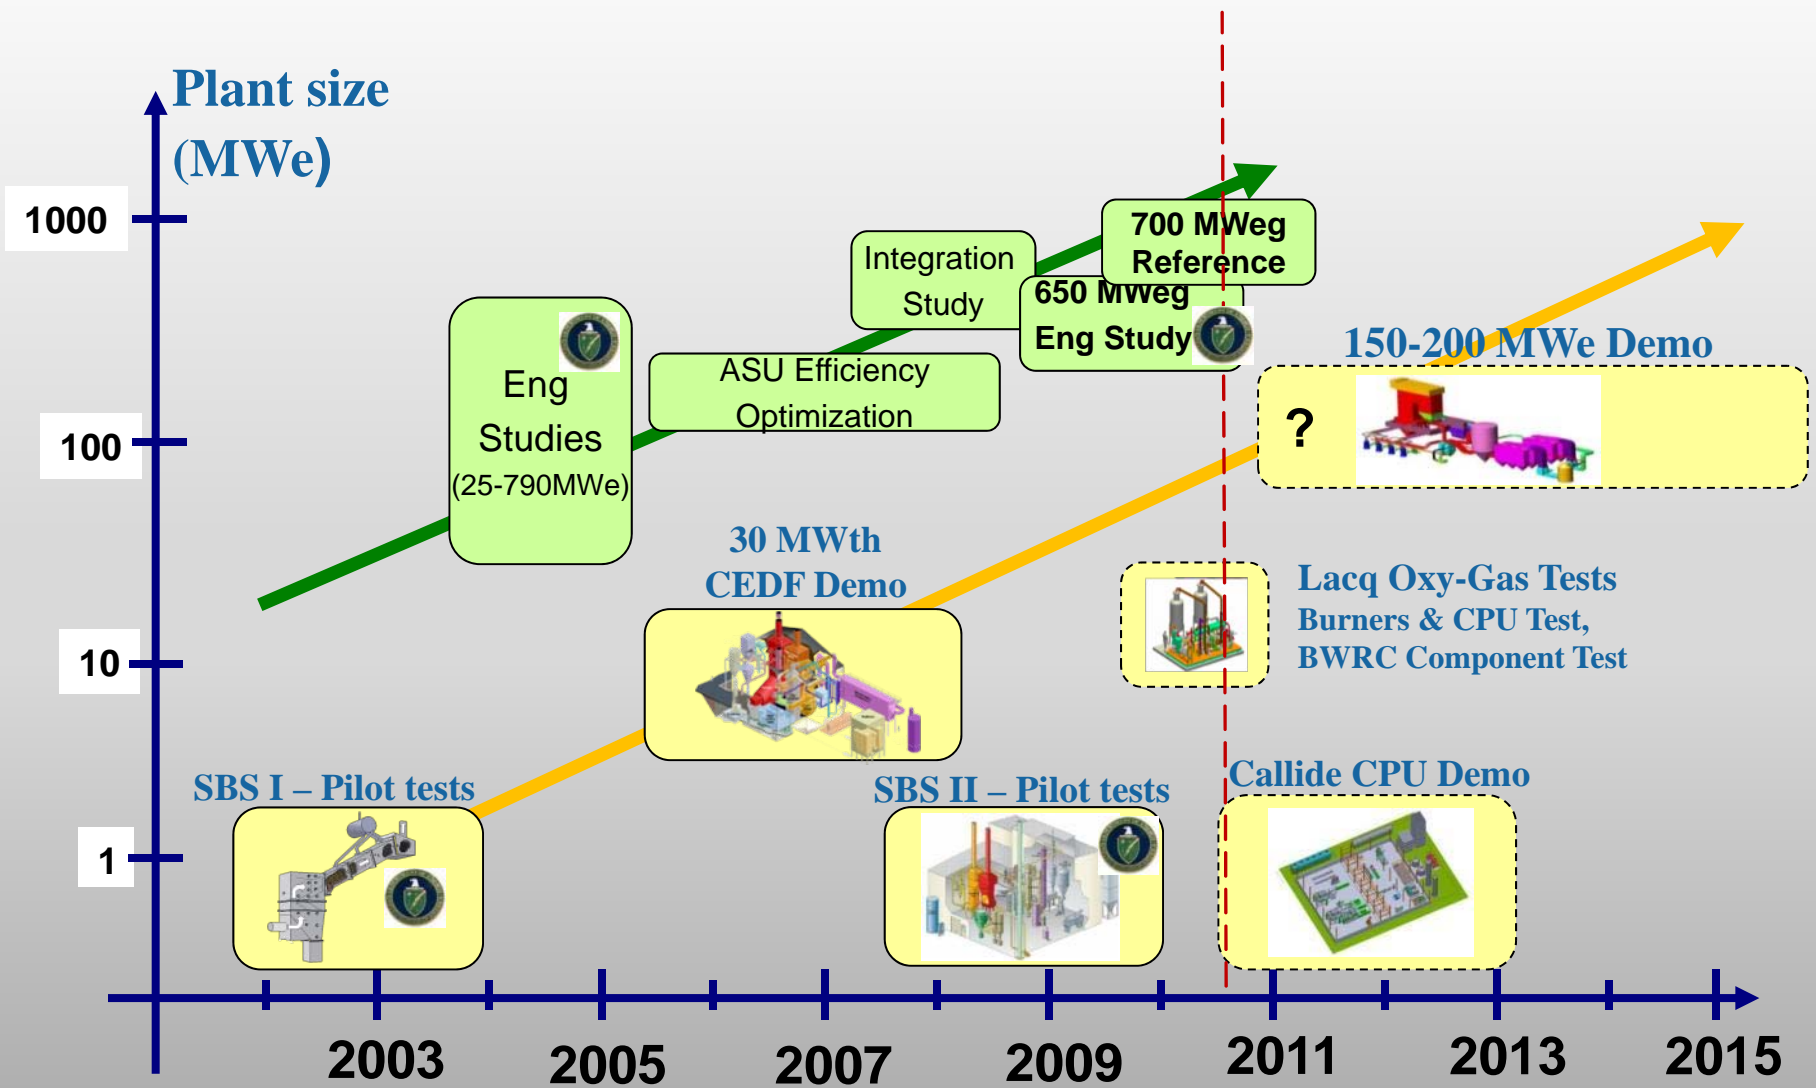 Plant size
(MWe)
1000
100
10
1
700 MWeg
Reference
Integration
Study
650 MWeg
Eng Study
150-200 MWe Demo
?
Eng
Studies
(25-790MWe)
ASU Efficiency
Optimization
30 MWth
CEDF Demo
Lacq Oxy-Gas Tests
Burners & CPU Test,
BWRC Component Test
SBS I – Pilot tests
SBS II – Pilot tests
Callide CPU Demo
2003
2005
2007
2009
2011
2013
2015